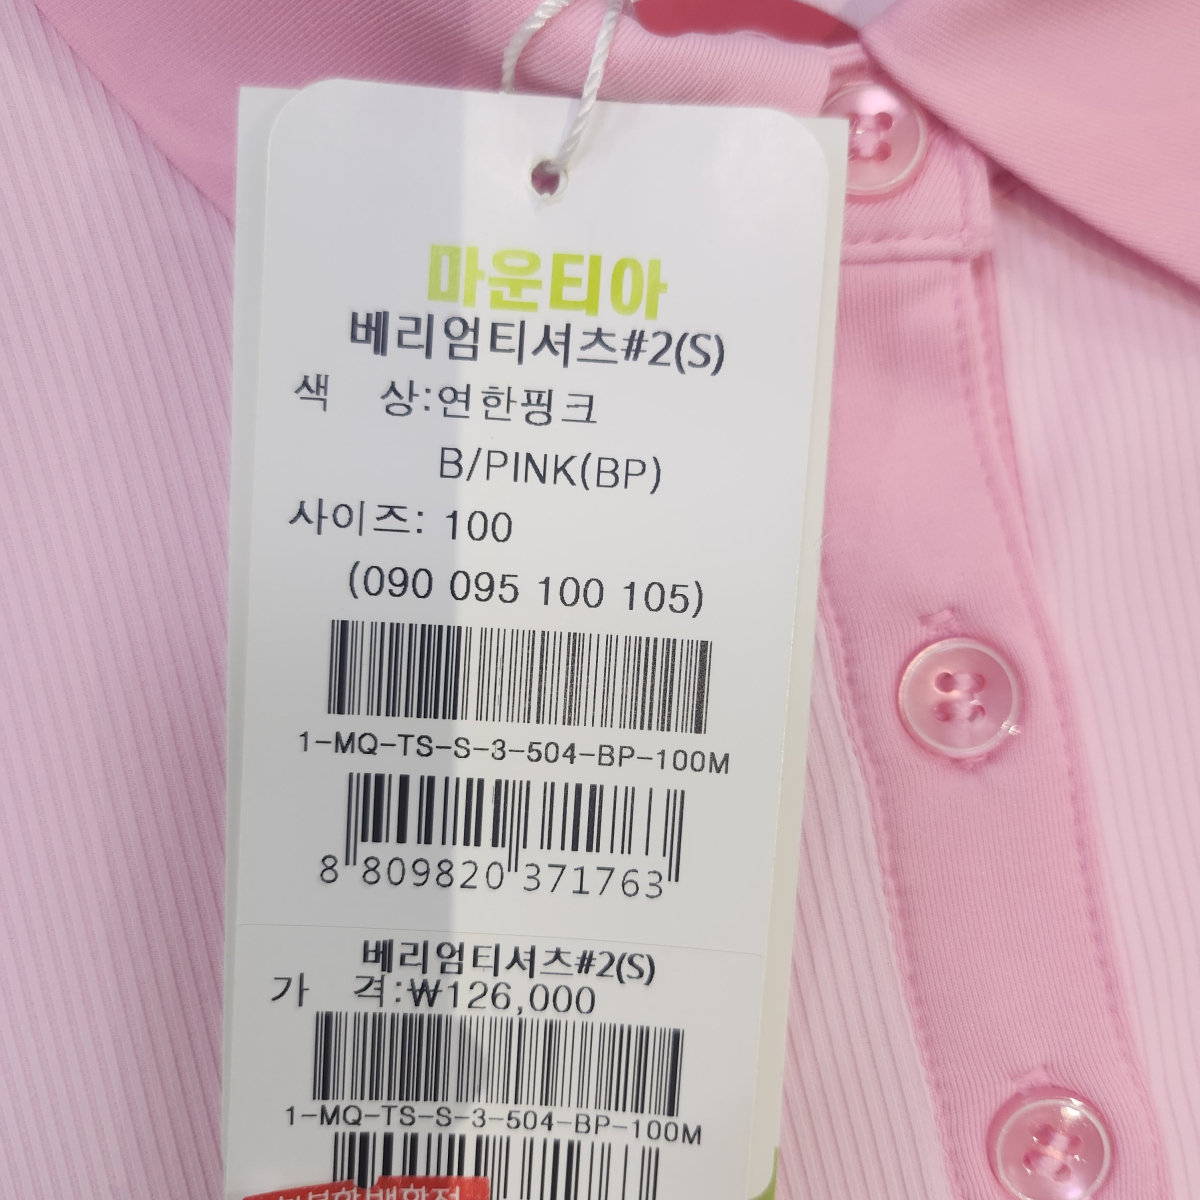 마운티아
베리엄티셔츠#2(S)
색 상:연한핑크
B/PINK(BP)
사이즈: 100
(090 095 100 105)
1-MQ-TS-S-3-504-BP-100M
8 809820 371763
베리엄티셔츠#2(S)
가 격:₩126,000
1-MQ-TS-S-3-504-BP-100M